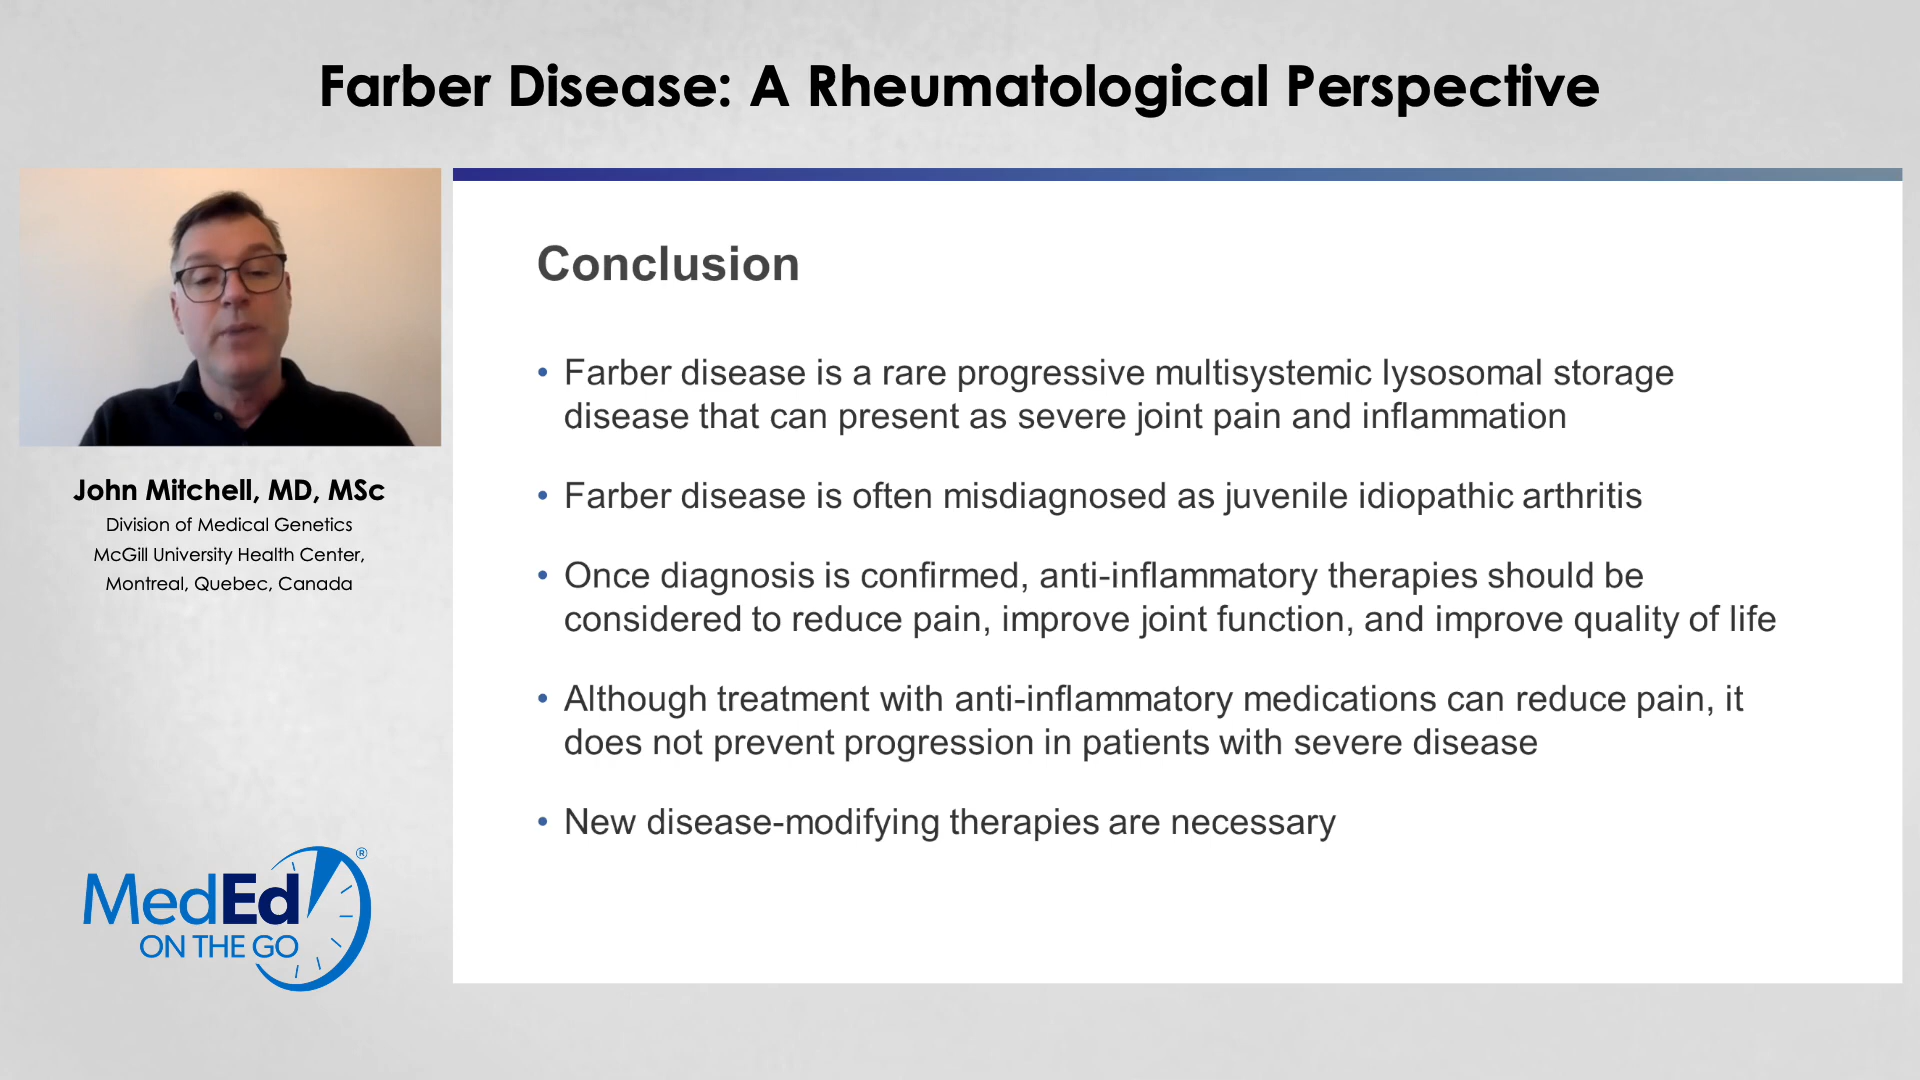 Farber Disease: A Rheumatological Perspective
John Mitchell, MD, MSc
Division of Medical Genetics
McGill University Health Center,
Montreal, Quebec, Canada
MedEd®
ON THE GO
Conclusion
• Farber disease is a rare progressive multisystemic lysosomal storage
disease that can present as severe joint pain and inflammation
• Farber disease is often misdiagnosed as juvenile idiopathic arthritis
• Once diagnosis is confirmed, anti-inflammatory therapies should be
considered to reduce pain, improve joint function, and improve quality of life
• Although treatment with anti-inflammatory medications can reduce pain, it
does not prevent progression in patients with severe disease
• New disease-modifying therapies are necessary